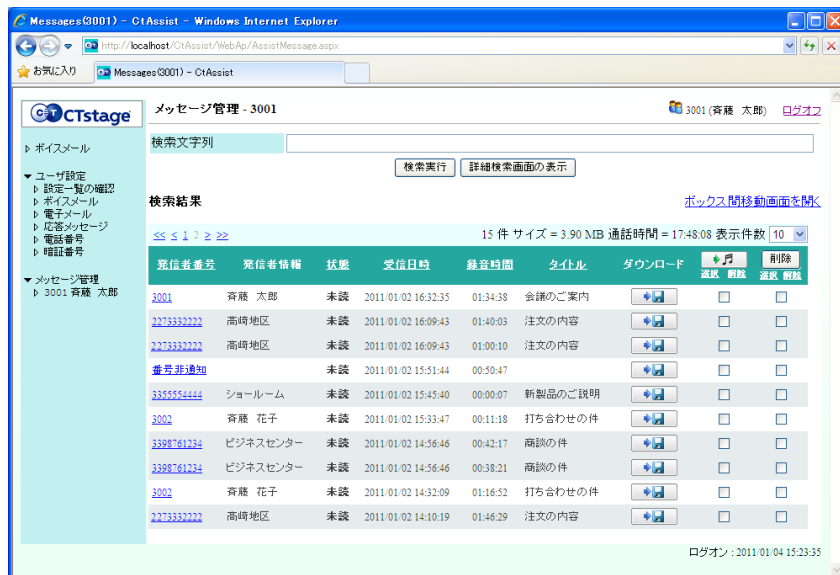 Messages(3001) - CtAssist - Windows Internet Explorer
http://localhost/CtAssist/WebAp/AssistMessage.aspx
お気に入り Messages(3001) - CtAssist
CTstage メッセージ管理 - 3001 3001 (斉藤 太郎) ログオフ
検索文字列
検索実行 詳細検索画面の表示
ボイスメール
ユーザ設定
設定一覧の確認
ボイスメール
電子メール
応答メッセージ
電話番号
暗証番号
メッセージ管理
3001 斉藤 太郎
検索結果 ボックス間移動画面を開く
<< < 1 2 > >> 15 件 サイズ = 3.90 MB 通話時間 = 17:48:08 表示件数 10
発信者番号 発信者情報 状態 受信日時 録音時間 タイトル ダウンロード 選択 解除 削除 選択 解除
3001 斉藤 太郎 未読 2011/01/02 16:32:35 01:34:38 会議のご案内
2273332222 高崎地区 未読 2011/01/02 16:09:43 01:40:03 注文の内容
2273332222 高崎地区 未読 2011/01/02 16:09:43 01:00:10 注文の内容
番号非通知 未読 2011/01/02 15:51:44 00:50:47
3355554444 ショールーム 未読 2011/01/02 15:45:40 00:00:07 新製品のご説明
3002 斉藤 花子 未読 2011/01/02 15:33:47 00:11:18 打ち合わせの件
3398761234 ビジネスセンター 未読 2011/01/02 14:56:46 00:42:17 商談の件
3398761234 ビジネスセンター 未読 2011/01/02 14:56:46 00:38:21 商談の件
3002 斉藤 花子 未読 2011/01/02 14:32:09 01:16:52 打ち合わせの件
2273332222 高崎地区 未読 2011/01/02 14:10:19 01:46:29 注文の内容
ログオン : 2011/01/04 15:23:35